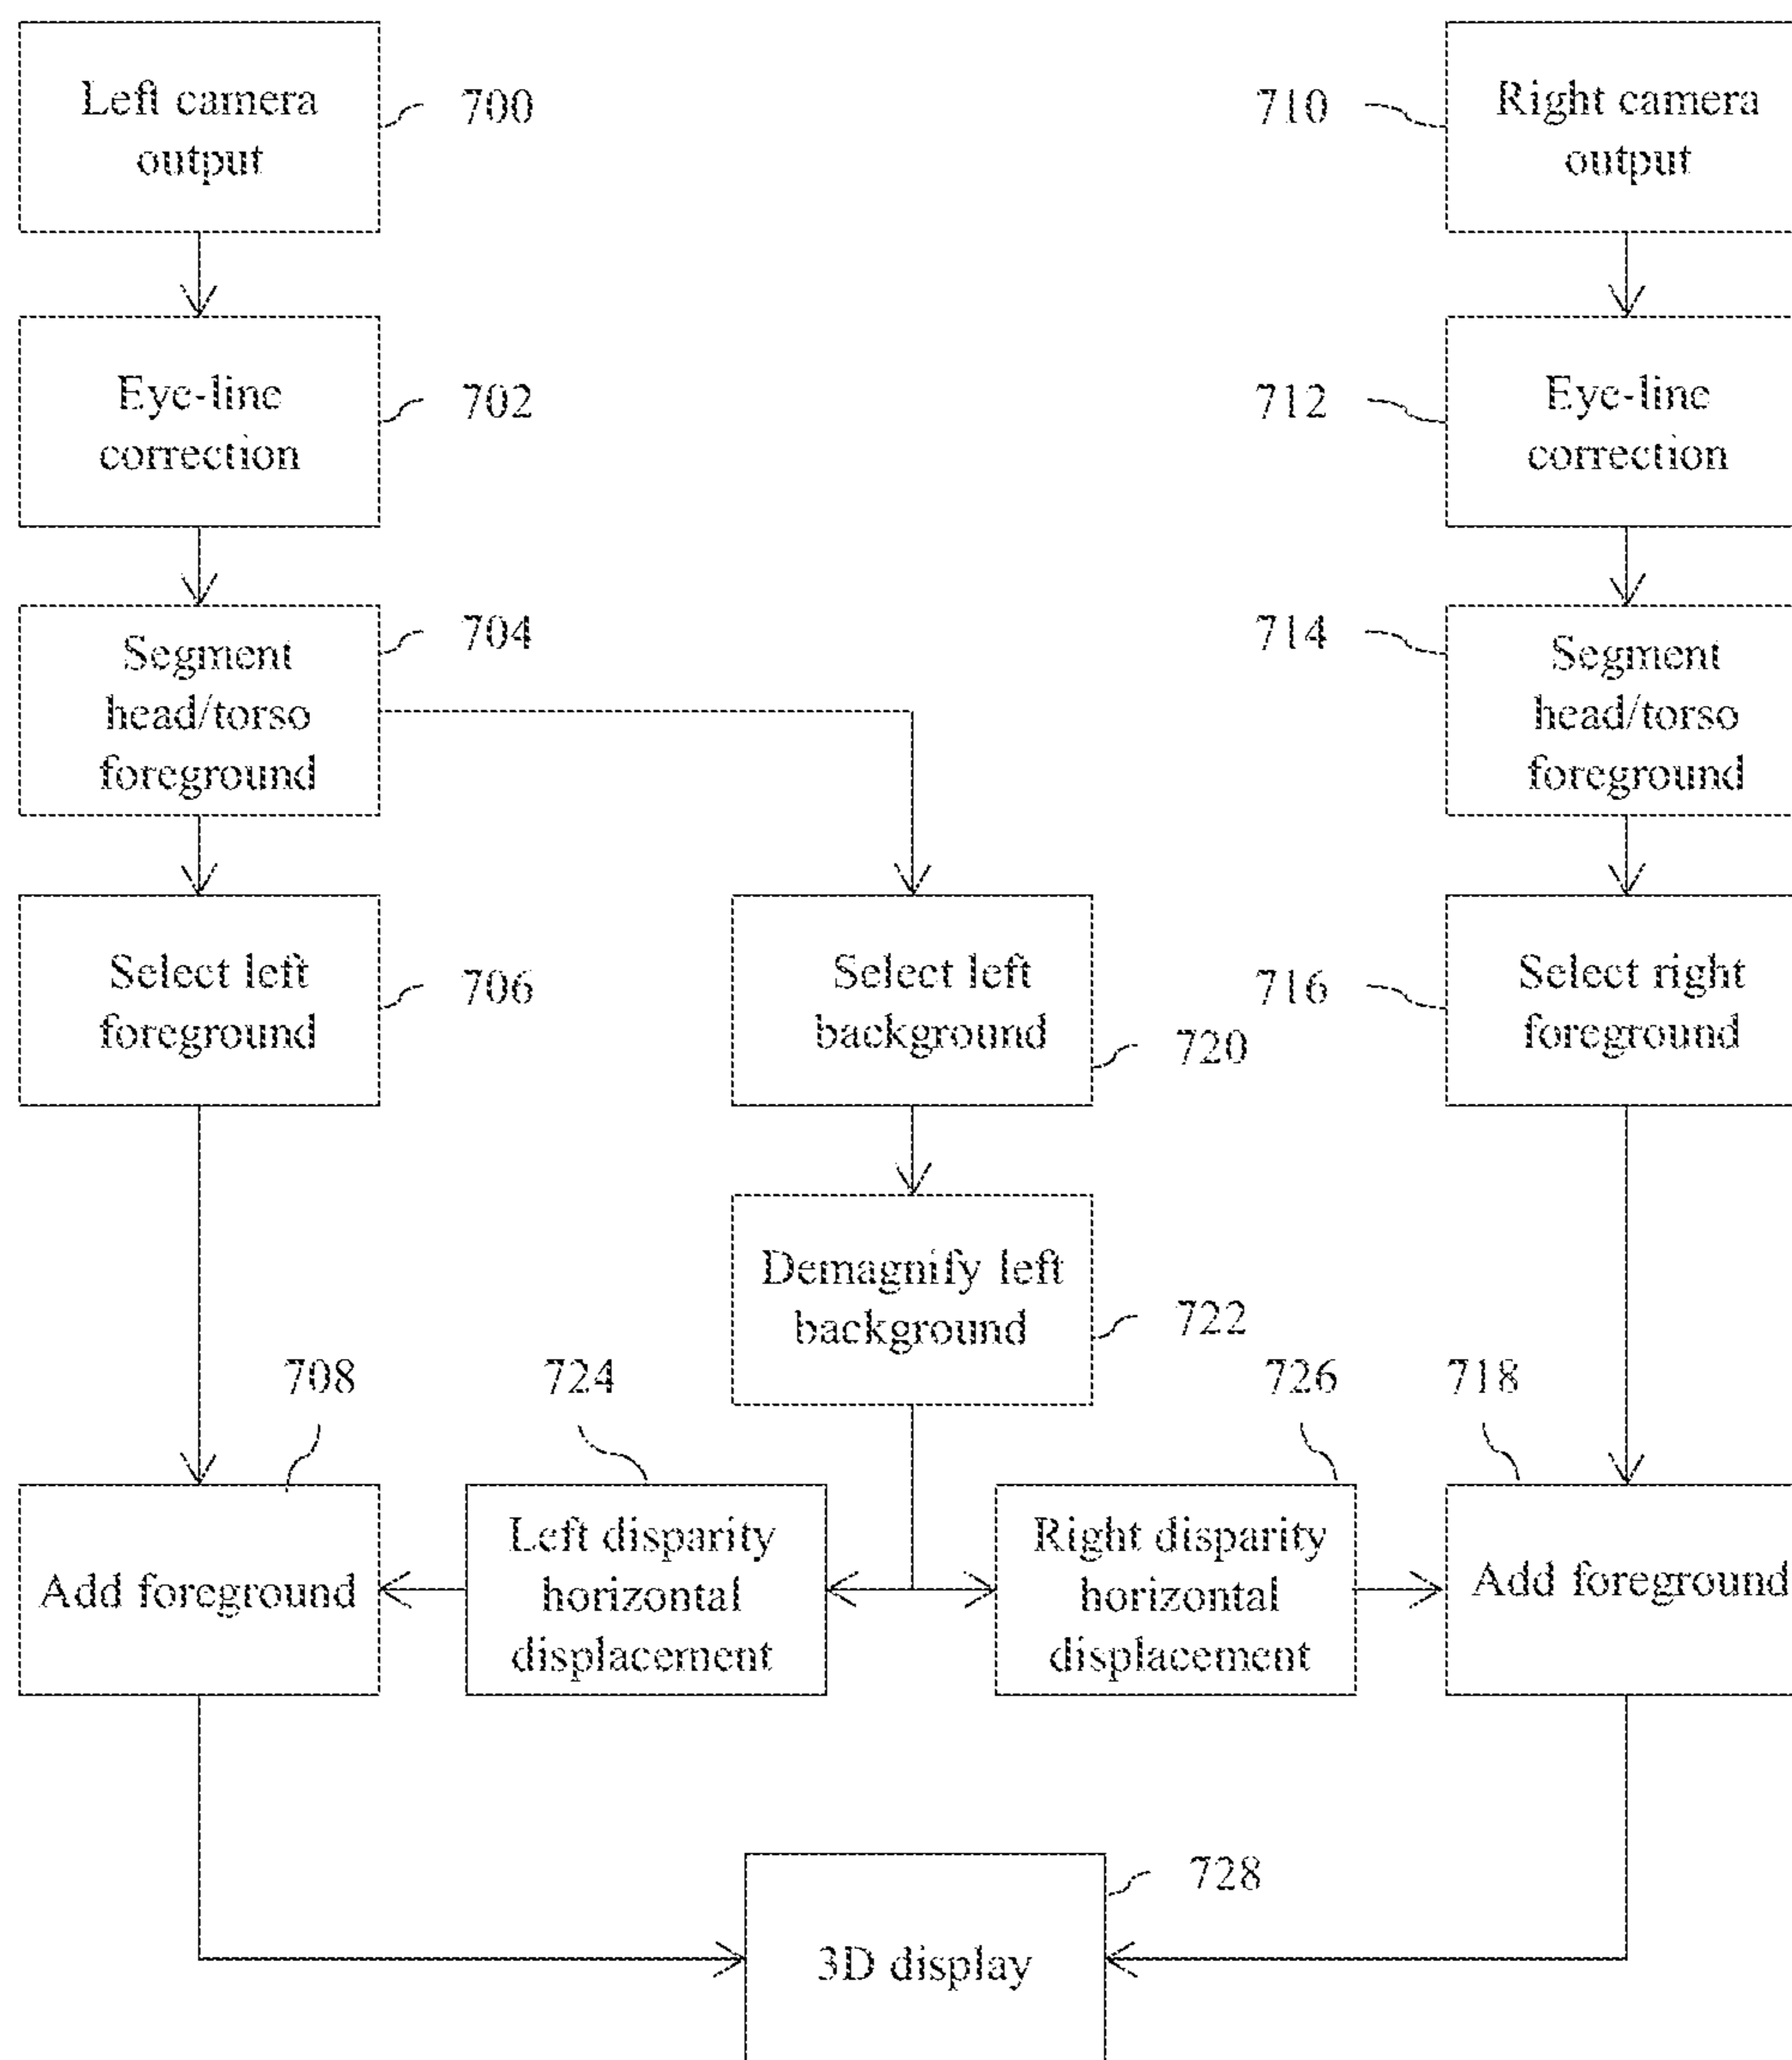 Left camera
output
700
710
Right camera
output
Eye-line
correction
702
712
Eye-line
correction
Segment
head/torso
foreground
704
714
Segment
head/torso
foreground
Select left
foreground
706
Select left
background
720
716
Select right
foreground
Demagnify left
background
722
708
724
726
718
Add foreground
Left disparity
horizontal
displacement
Right disparity
horizontal
displacement
Add foreground
728
3D display